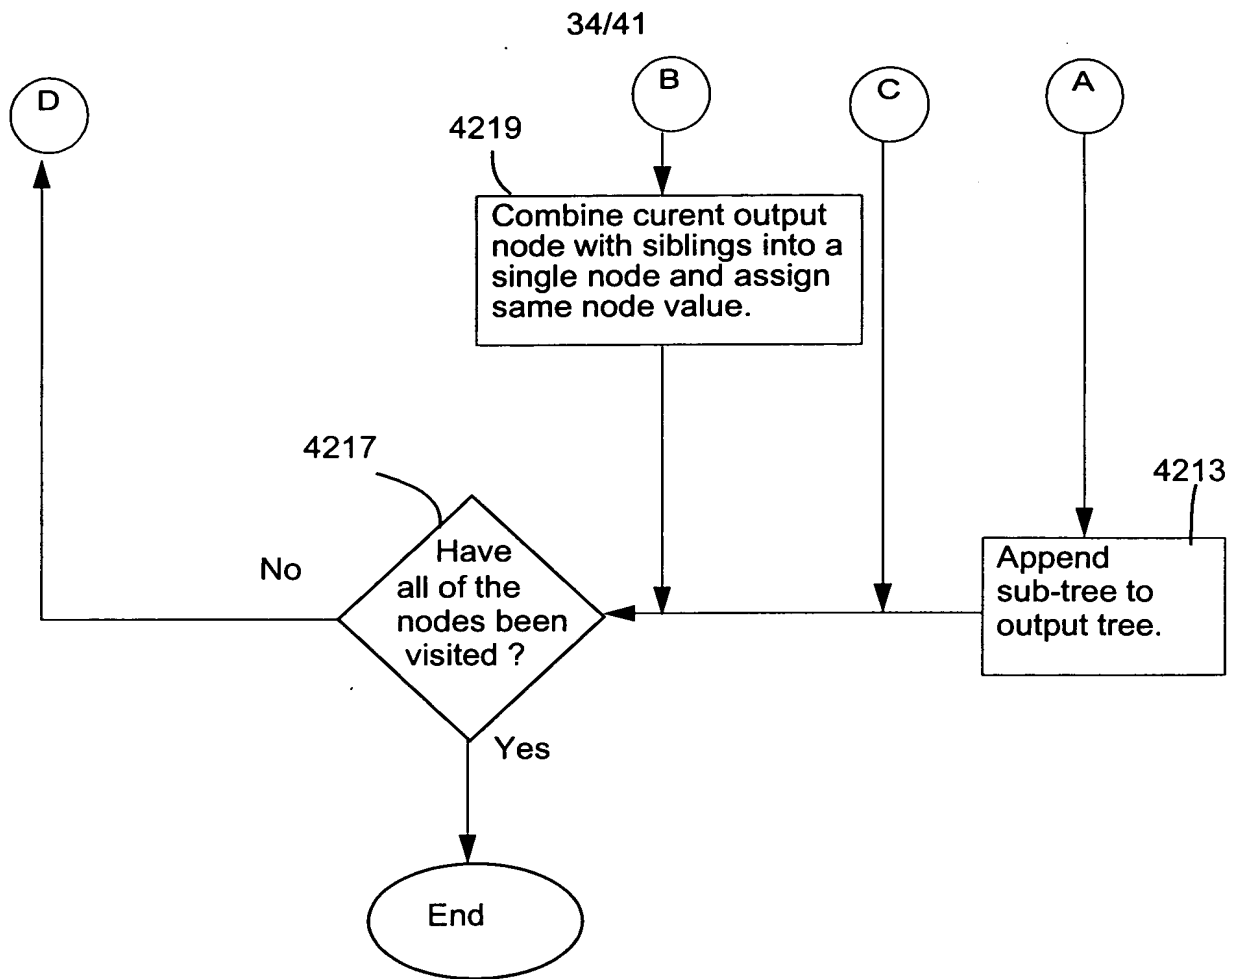 34/41
D
B
C
A
4219
Combine curent output
node with siblings into a
single node and assign
same node value.
4217
4213
Have
all of the
nodes been
visited ?
No
Append
sub-tree to
output tree.
Yes
End